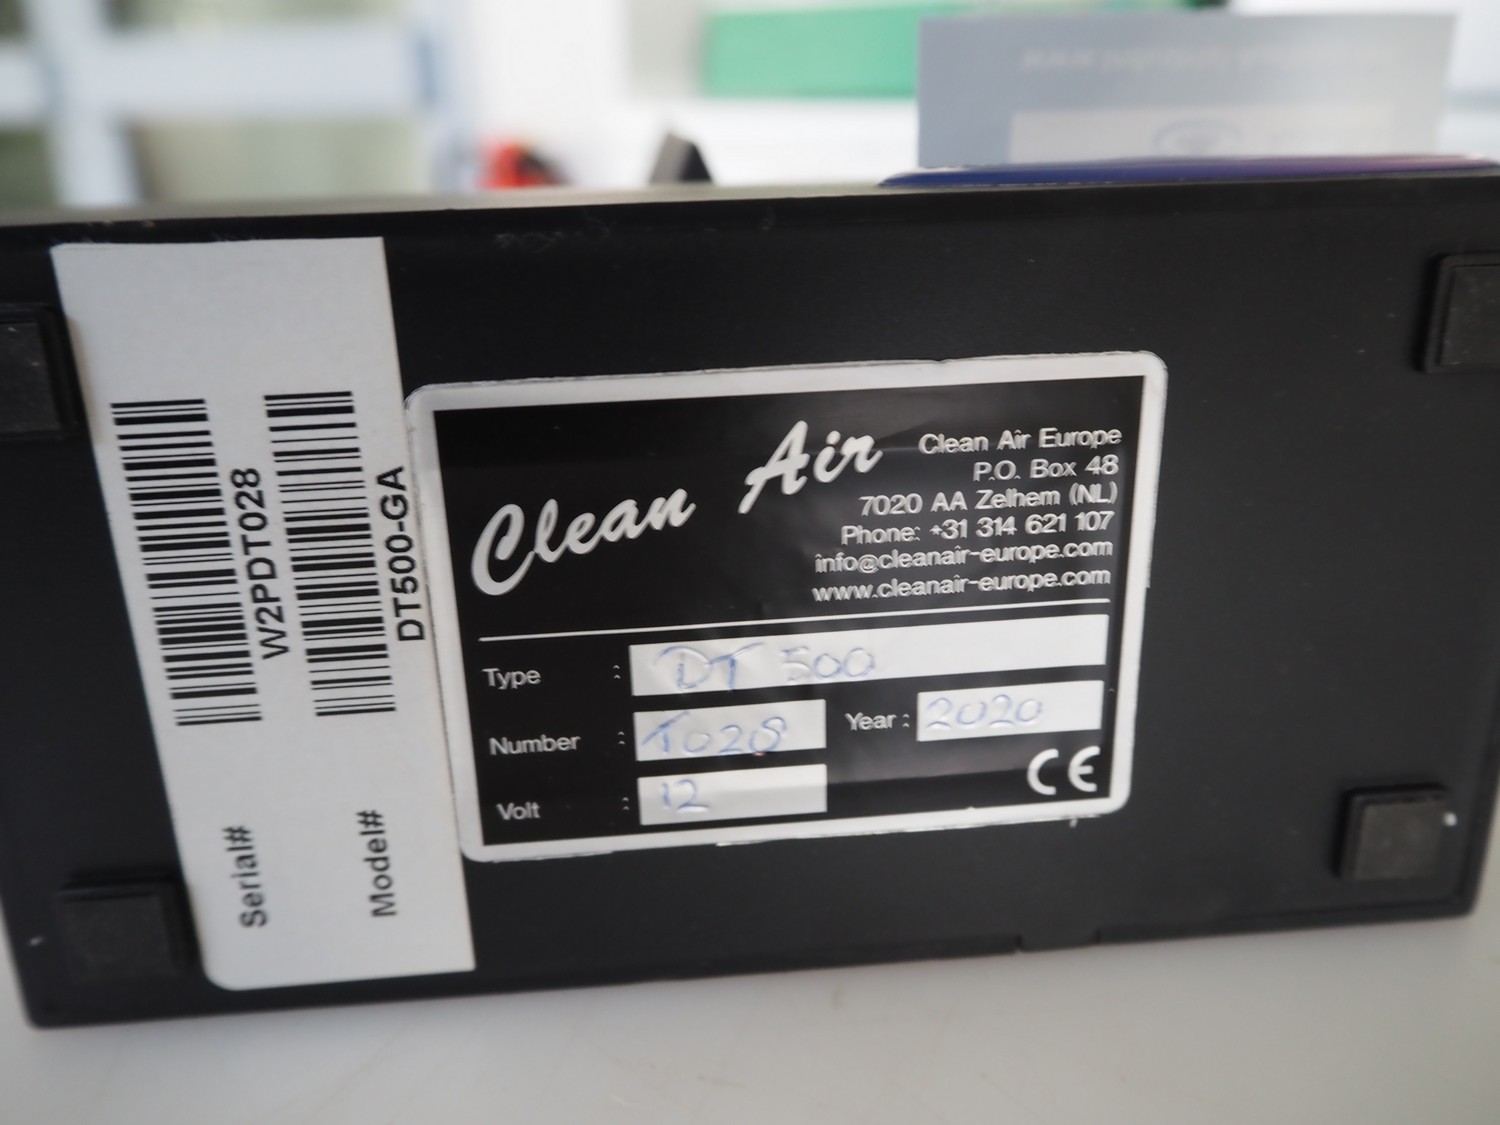 Serial#
W2PDT028
Model#
DT500-GA
Clean Air
Clean Air Europe
P.O. Box 48
7020 AA Zelhem (NL)
Phone: +31 314 621 107
info@cleanair-europe.com
www.cleanair-europe.com
Type : DT 500
Number : T028 Year : 2020
Volt : 12
CE